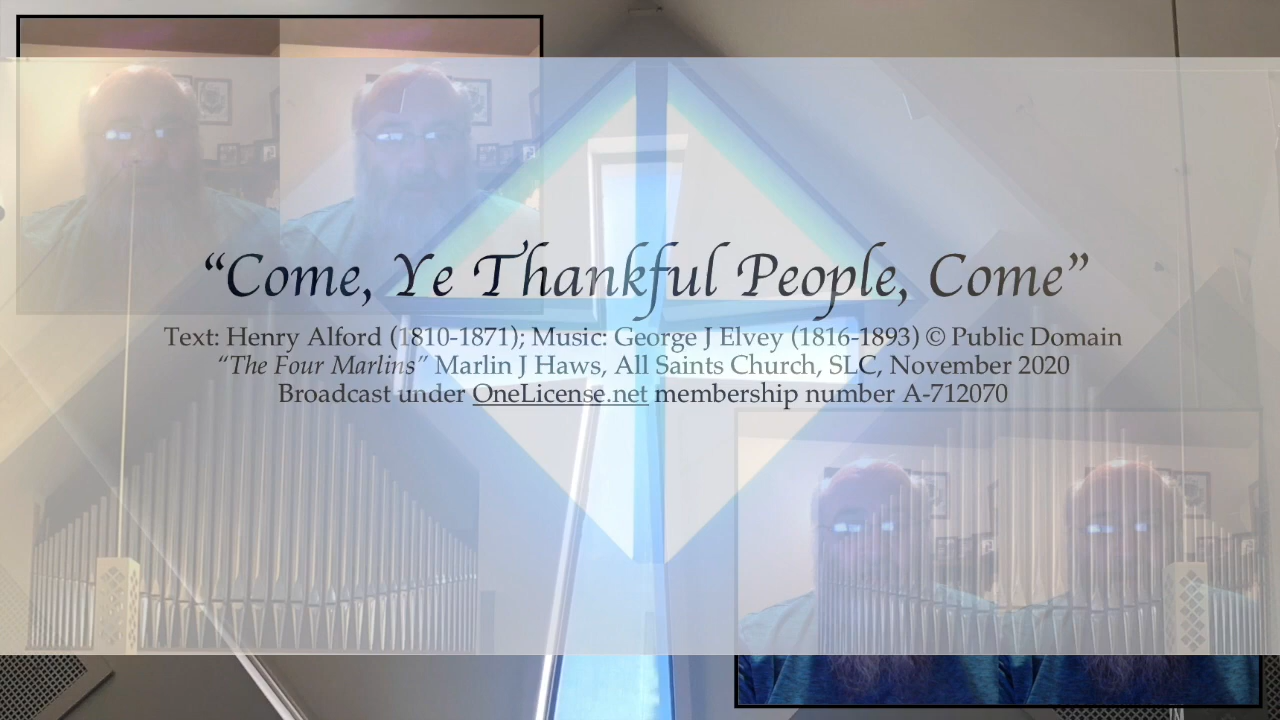 “Come, Ye Thankful People, Come”
Text: Henry Alford (1810-1871); Music: George J Elvey (1816-1893) © Public Domain
“The Four Marlins” Marlin J Haws, All Saints Church, SLC, November 2020
Broadcast under OneLicense.net membership number A-712070